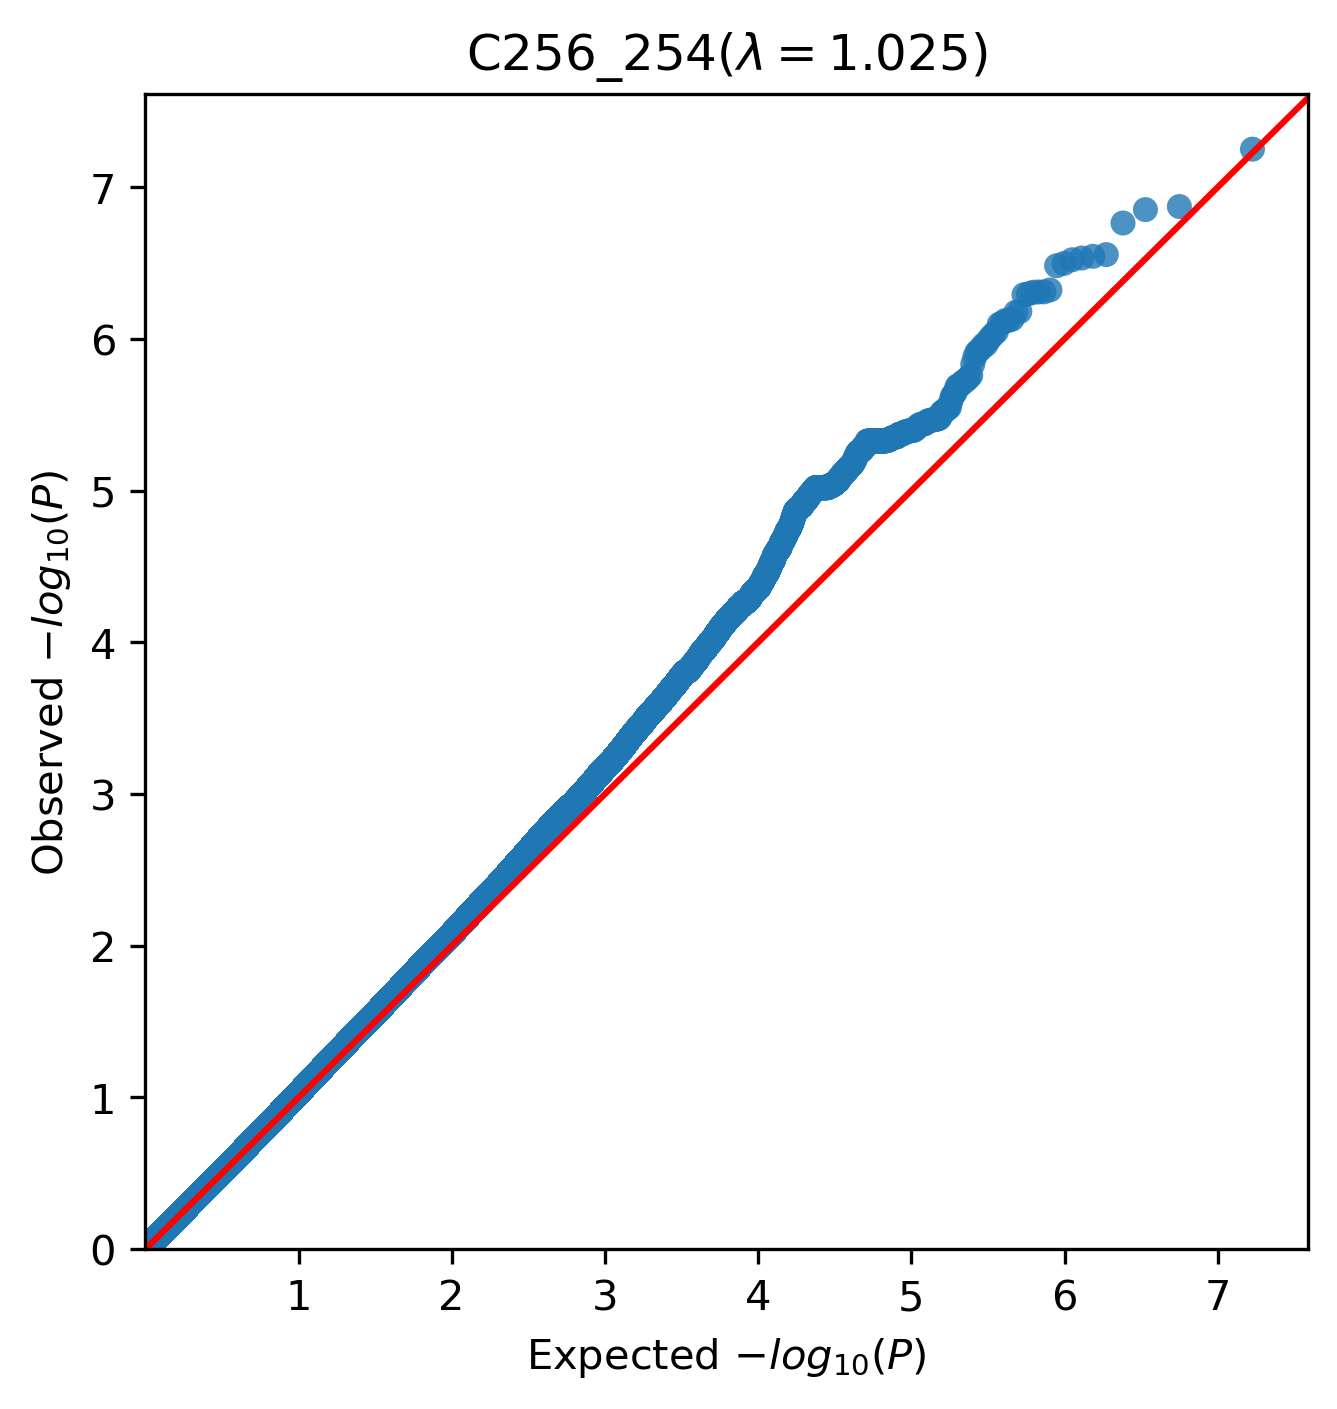 C256_254(λ = 1.025)
Observed −log10(P)
7
6
5
4
3
2
1
0
1 2 3 4 5 6 7
Expected −log10(P)